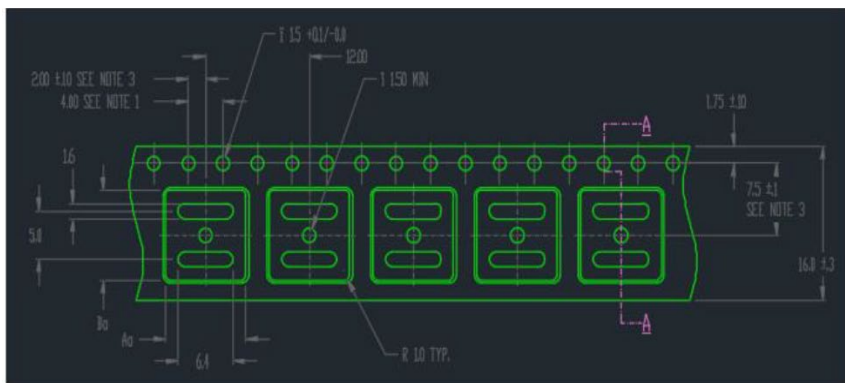 Ɪ 1.5 +0.1/-0.0
12.00
2.00 ±.10 SEE NOTE 3
4.00 SEE NOTE 1
1 1.50 MIN
1.75 ±.10
A
1.6
7.5 ±.1
SEE NOTE 3
5.0
16.0 ±.3
Bo
Ao
6.4
R 1.0 TYP.
A